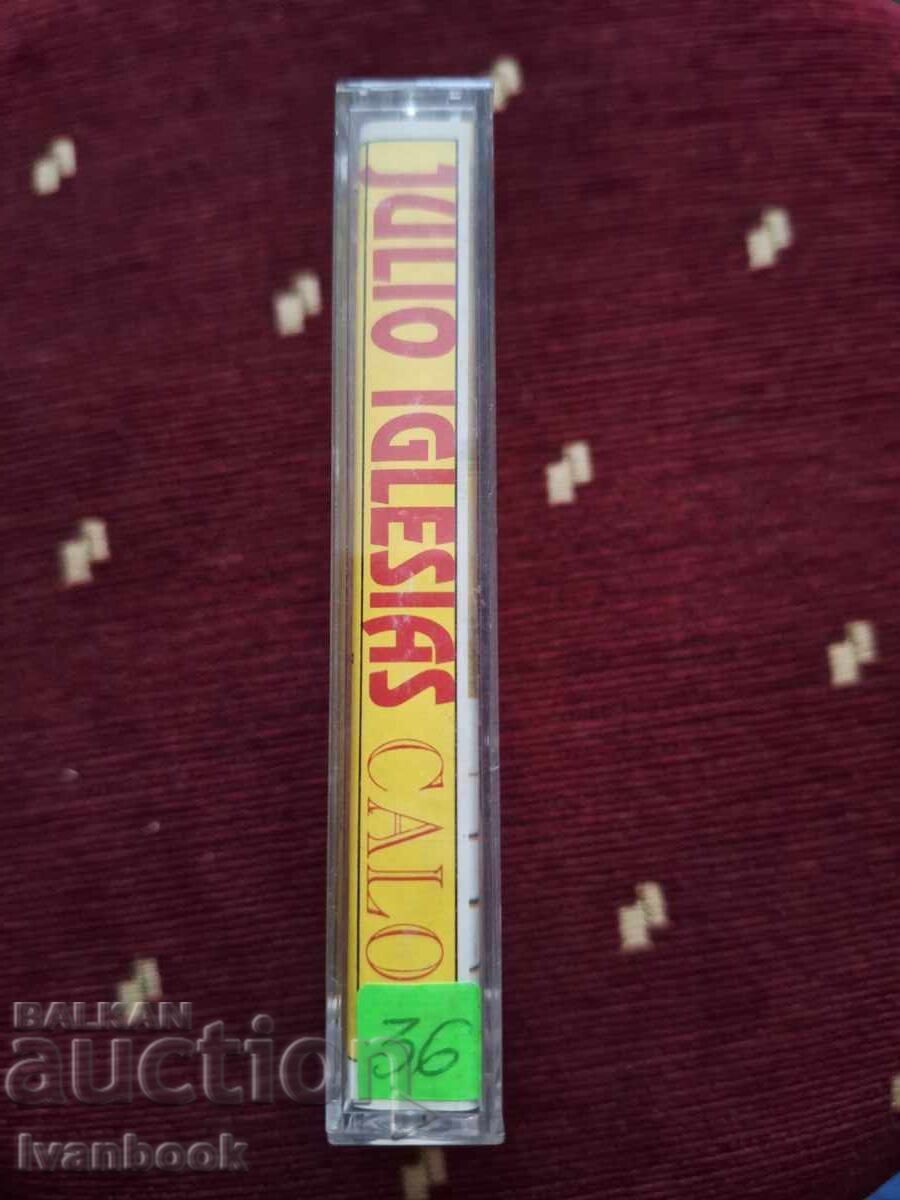 JULIO IGLESIAS CALO
36
BALKAN
auction
Ivanbook